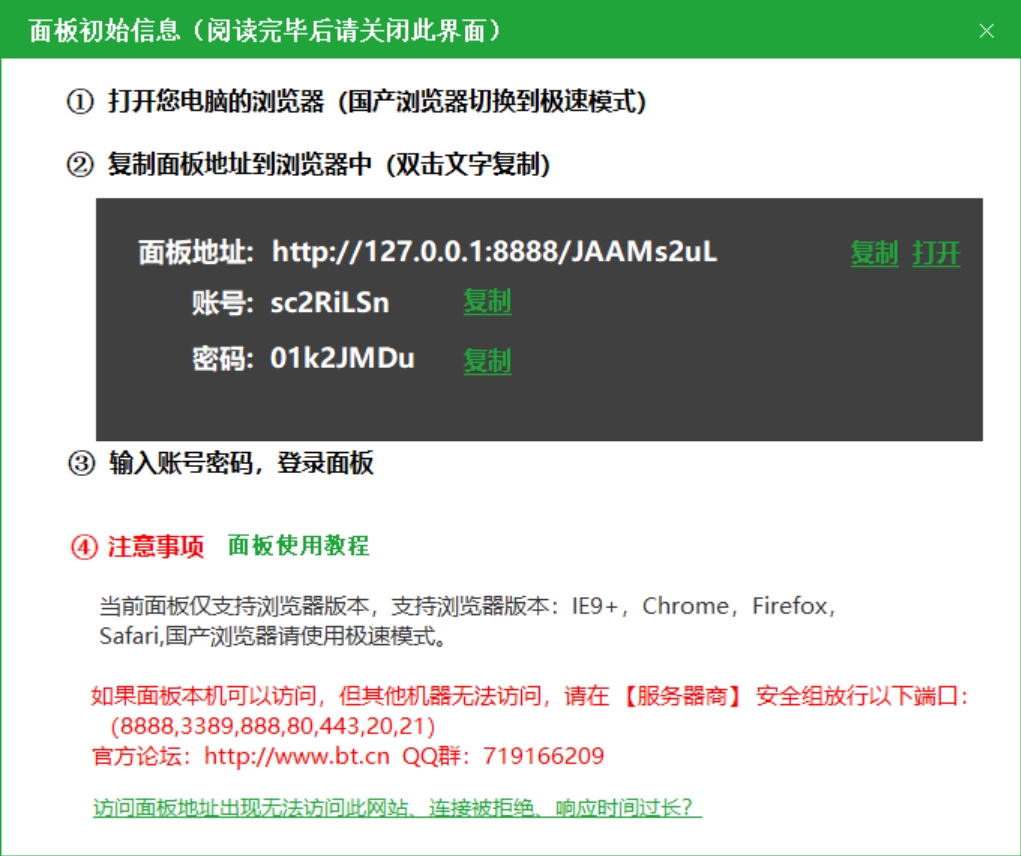 面板初始信息（阅读完毕后请关闭此界面）
① 打开您电脑的浏览器（国产浏览器切换到极速模式）
② 复制面板地址到浏览器中（双击文字复制）
面板地址：http://127.0.0.1:8888/JAAMs2uL 复制 打开
账号：sc2RiLSn 复制
密码：01k2JMDu 复制
③ 输入账号密码，登录面板
④ 注意事项 面板使用教程
当前面板仅支持浏览器版本，支持浏览器版本：IE9+，Chrome，Firefox，
Safari,国产浏览器请使用极速模式。
如果面板本机可以访问，但其他机器无法访问，请在【服务器商】安全组放行以下端口：
（8888,3389,888,80,443,20,21）
官方论坛：http://www.bt.cn QQ群：719166209
访问面板地址出现无法访问此网站、连接被拒绝、响应时间过长？